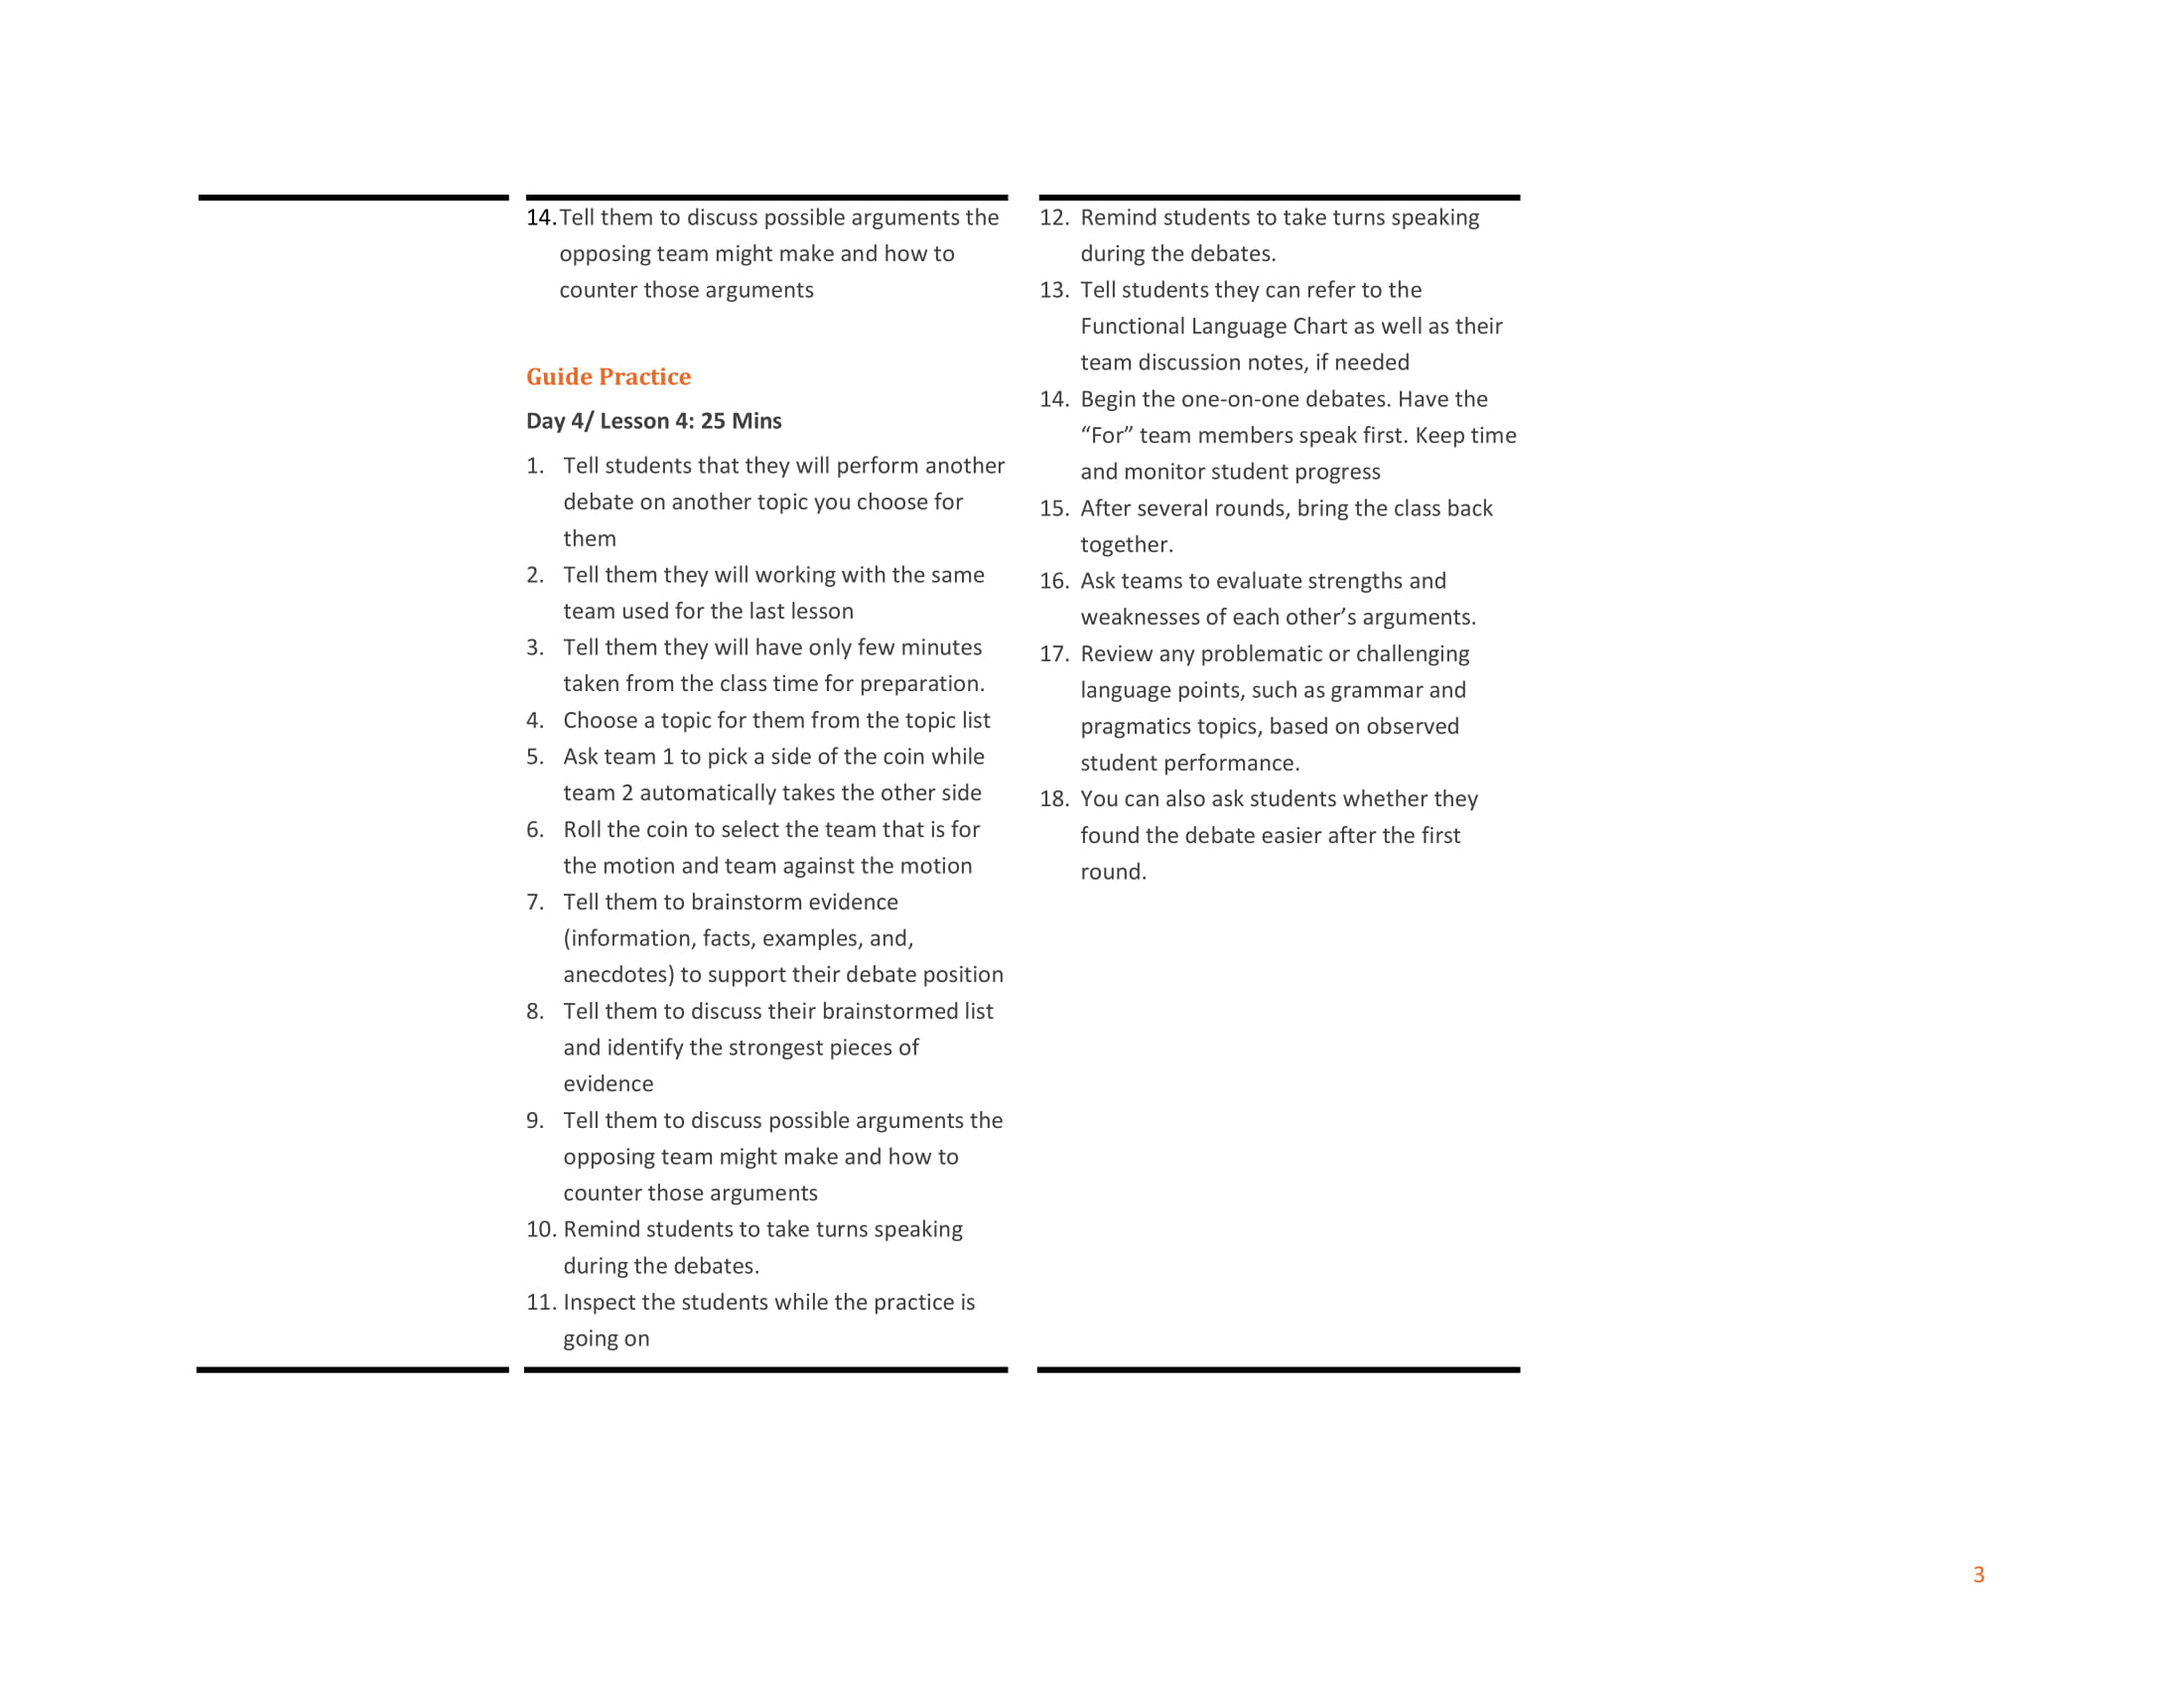 14. Tell them to discuss possible arguments the
opposing team might make and how to
counter those arguments
Guide Practice
Day 4/ Lesson 4: 25 Mins
1. Tell students that they will perform another
debate on another topic you choose for
them
2. Tell them they will working with the same
team used for the last lesson
3. Tell them they will have only few minutes
taken from the class time for preparation.
4. Choose a topic for them from the topic list
5. Ask team 1 to pick a side of the coin while
team 2 automatically takes the other side
6. Roll the coin to select the team that is for
the motion and team against the motion
7. Tell them to brainstorm evidence
(information, facts, examples, and,
anecdotes) to support their debate position
8. Tell them to discuss their brainstormed list
and identify the strongest pieces of
evidence
9. Tell them to discuss possible arguments the
opposing team might make and how to
counter those arguments
10. Remind students to take turns speaking
during the debates.
11. Inspect the students while the practice is
going on
12. Remind students to take turns speaking
during the debates.
13. Tell students they can refer to the
Functional Language Chart as well as their
team discussion notes, if needed
14. Begin the one-on-one debates. Have the
“For” team members speak first. Keep time
and monitor student progress
15. After several rounds, bring the class back
together.
16. Ask teams to evaluate strengths and
weaknesses of each other’s arguments.
17. Review any problematic or challenging
language points, such as grammar and
pragmatics topics, based on observed
student performance.
18. You can also ask students whether they
found the debate easier after the first
round.
3